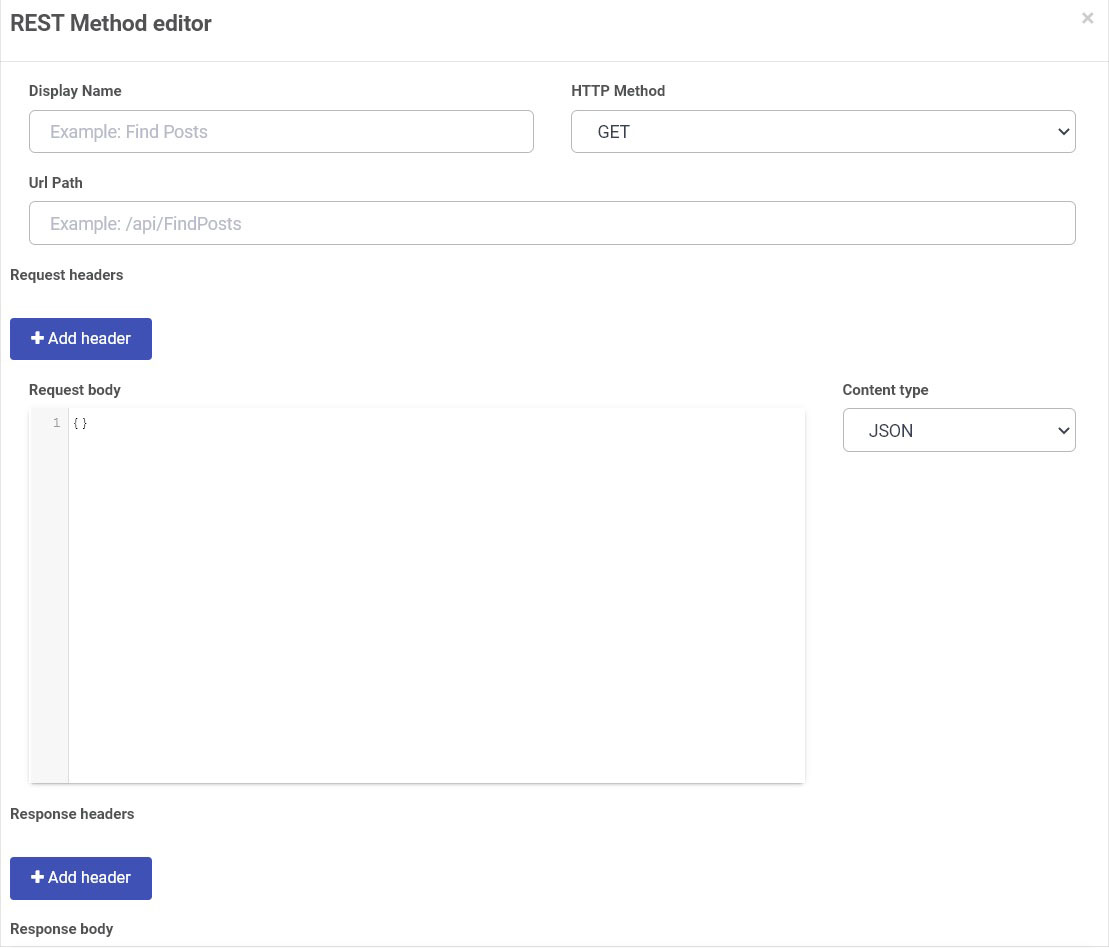 REST Method editor
×
Display Name
HTTP Method
Example: Find Posts
GET
Url Path
Example: /api/FindPosts
Request headers
+ Add header
Request body
Content type
1 {}
JSON
Response headers
+ Add header
Response body